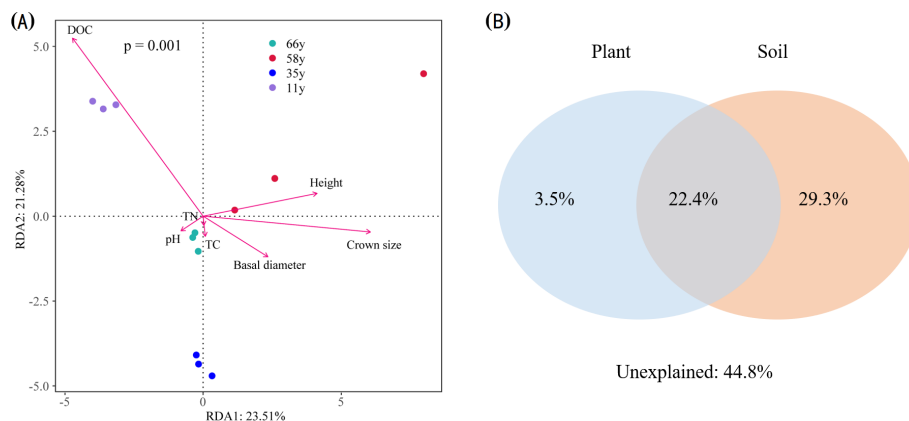 (A)
DOC
p = 0.001
66y
58y
35y
11y
5.0
2.5
0.0
-2.5
-5.0
RDA2: 21.28%
Height
TN
pH
TC
Crown size
Basal diameter
-5
0
5
RDA1: 23.51%
(B)
Plant
Soil
3.5%
22.4%
29.3%
Unexplained: 44.8%